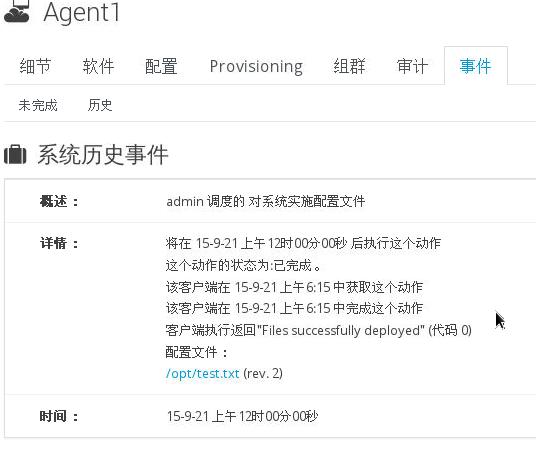 Agent1
细节 软件 配置 Provisioning 组群 审计 事件
未完成 历史
系统历史事件
概述： admin 调度的 对系统实施配置文件
详情： 将在 15-9-21 上午12时00分00秒 后执行这个动作
这个动作的状态为:已完成 。
该客户端在 15-9-21 上午6:15 中获取这个动作
该客户端在 15-9-21 上午6:15 中完成这个动作
客户端执行返回"Files successfully deployed" (代码 0)
配置文件：
/opt/test.txt (rev. 2)
时间： 15-9-21 上午12时00分00秒